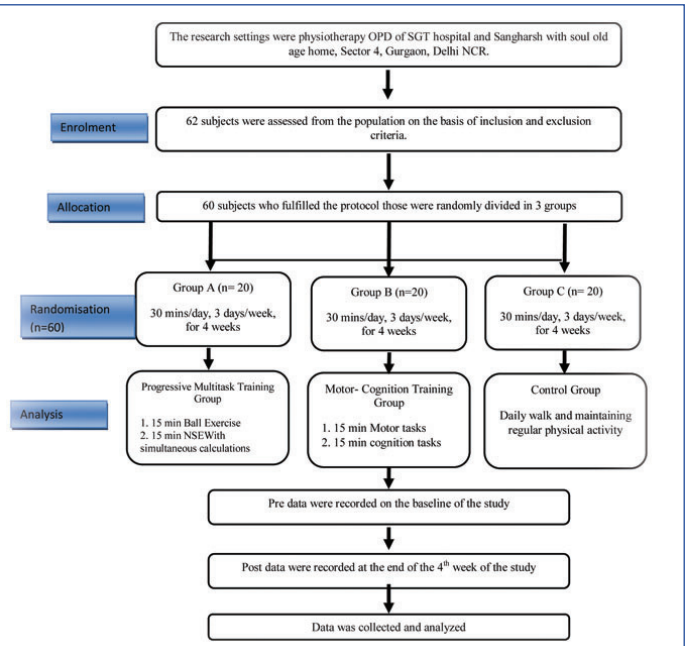 The research settings were physiotherapy OPD of SGT hospital and Sangharsh with soul old
age home, Sector 4, Gurgaon, Delhi NCR.
Enrolment
62 subjects were assessed from the population on the basis of inclusion and exclusion
criteria.
Allocation
60 subjects who fulfilled the protocol those were randomly divided in 3 groups
Randomisation
(n=60)
Group A (n= 20)
30 mins/day, 3 days/week,
for 4 weeks
Group B (n=20)
30 mins/day, 3 days/week,
for 4 weeks
Group C (n= 20)
30 mins/day, 3 days/week,
for 4 weeks
Analysis
Progressive Multitask Training
Group
1. 15 min Ball Exercise
2. 15 min NSEWith
simultaneous calculations
Motor- Cognition Training
Group
1. 15 min Motor tasks
2. 15 min cognition tasks
Control Group
Daily walk and maintaining
regular physical activity
Pre data were recorded on the baseline of the study
Post data were recorded at the end of the 4th week of the study
Data was collected and analyzed